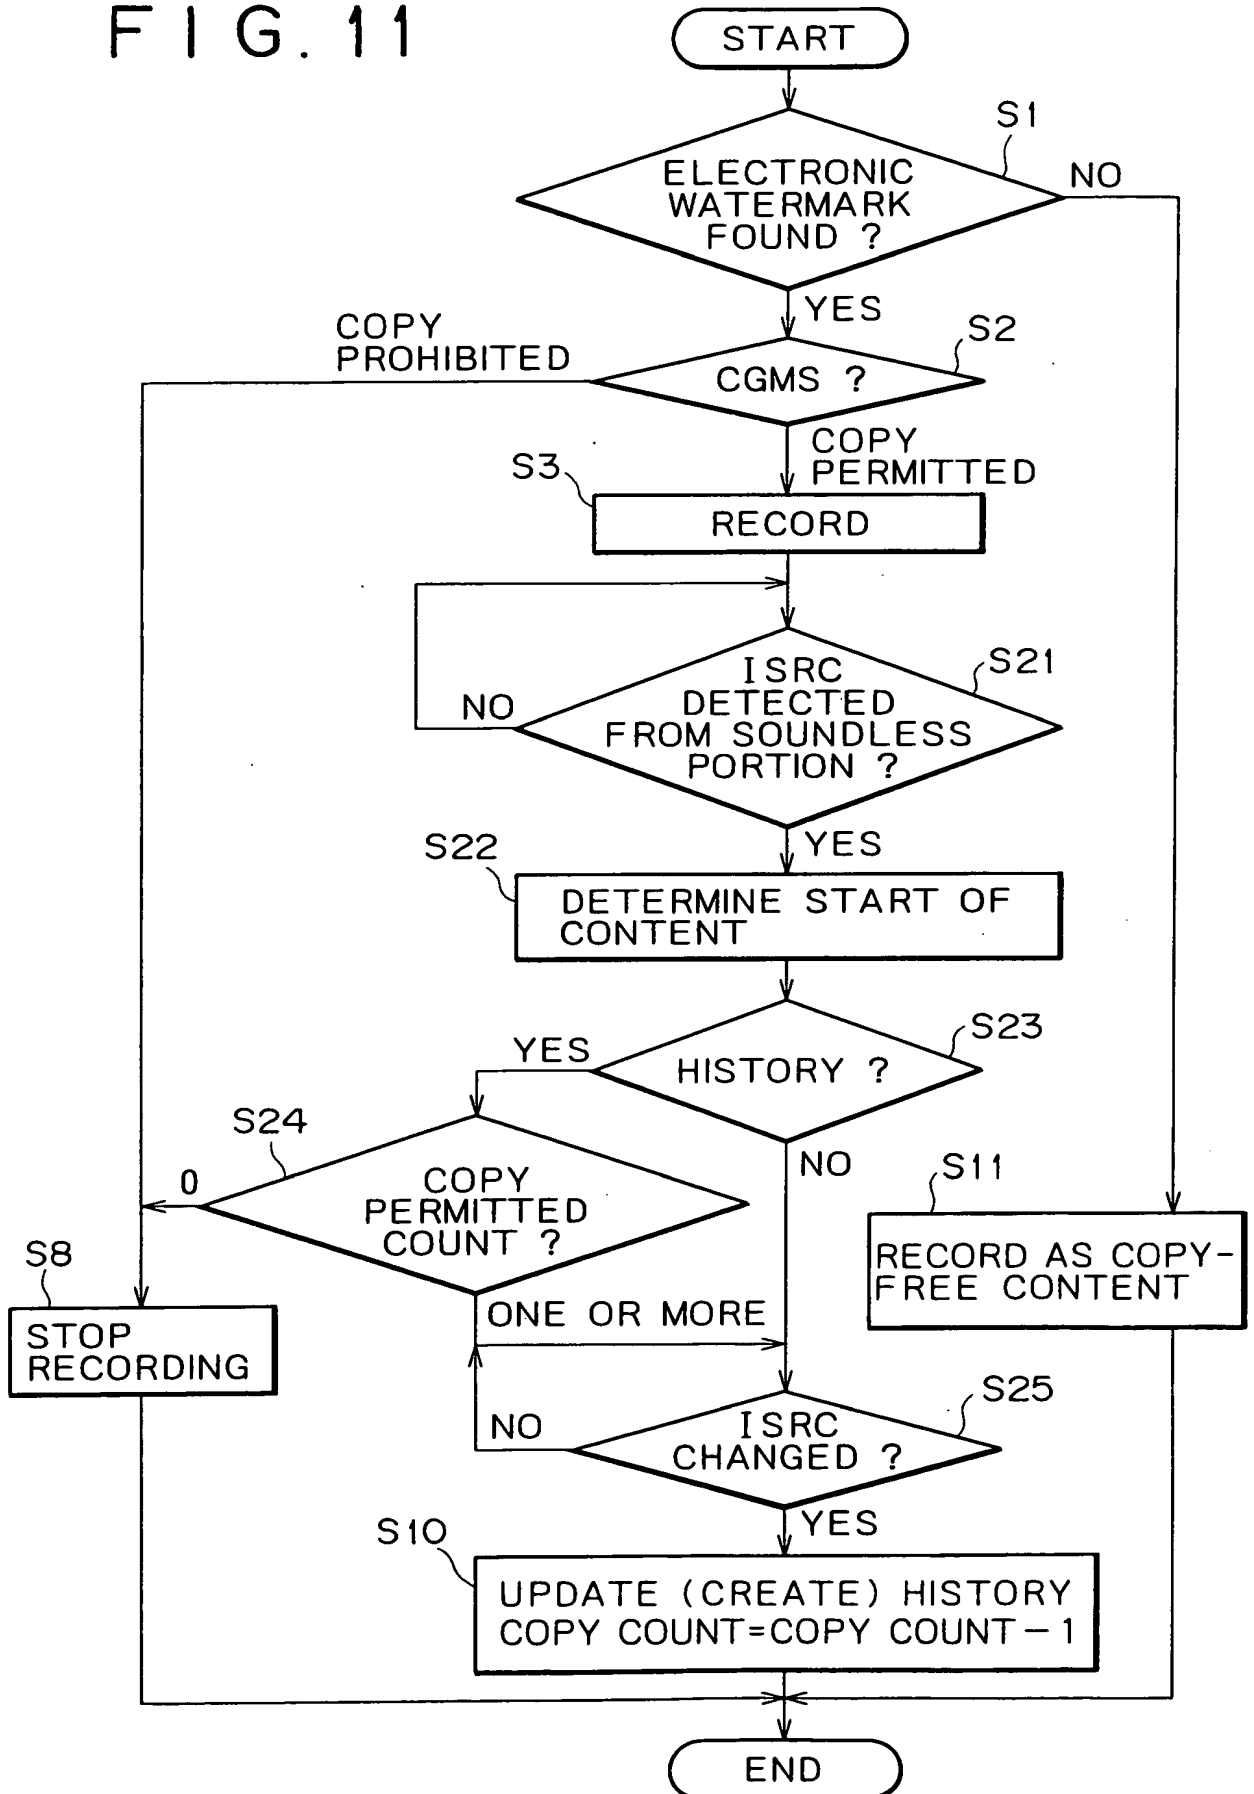 FIG. 11
START
S1
ELECTRONIC
WATERMARK
FOUND ?
NO
YES
COPY
PROHIBITED
S2
CGMS ?
COPY
PERMITTED
S3
RECORD
S21
ISRC
DETECTED
FROM SOUNDLESS
PORTION ?
NO
YES
S22
DETERMINE START OF
CONTENT
S23
HISTORY ?
YES
NO
S24
COPY
PERMITTED
COUNT ?
0
S11
RECORD AS COPY-
FREE CONTENT
S8
STOP
RECORDING
ONE OR MORE
S25
ISRC
CHANGED ?
NO
YES
S10
UPDATE (CREATE) HISTORY
COPY COUNT=COPY COUNT-1
END